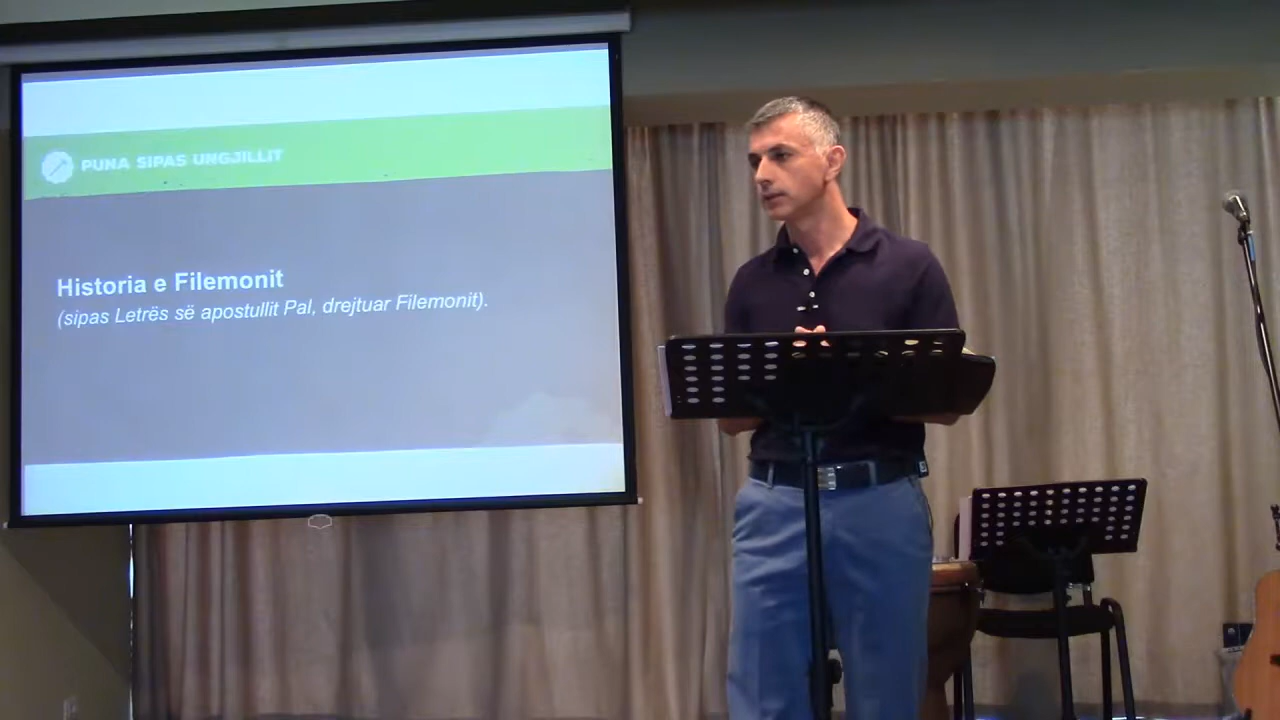 PUNA SIPAS UNGJILLIT
Historia e Filemonit
(sipas Letrës së apostullit Pal, drejtuar Filemonit).